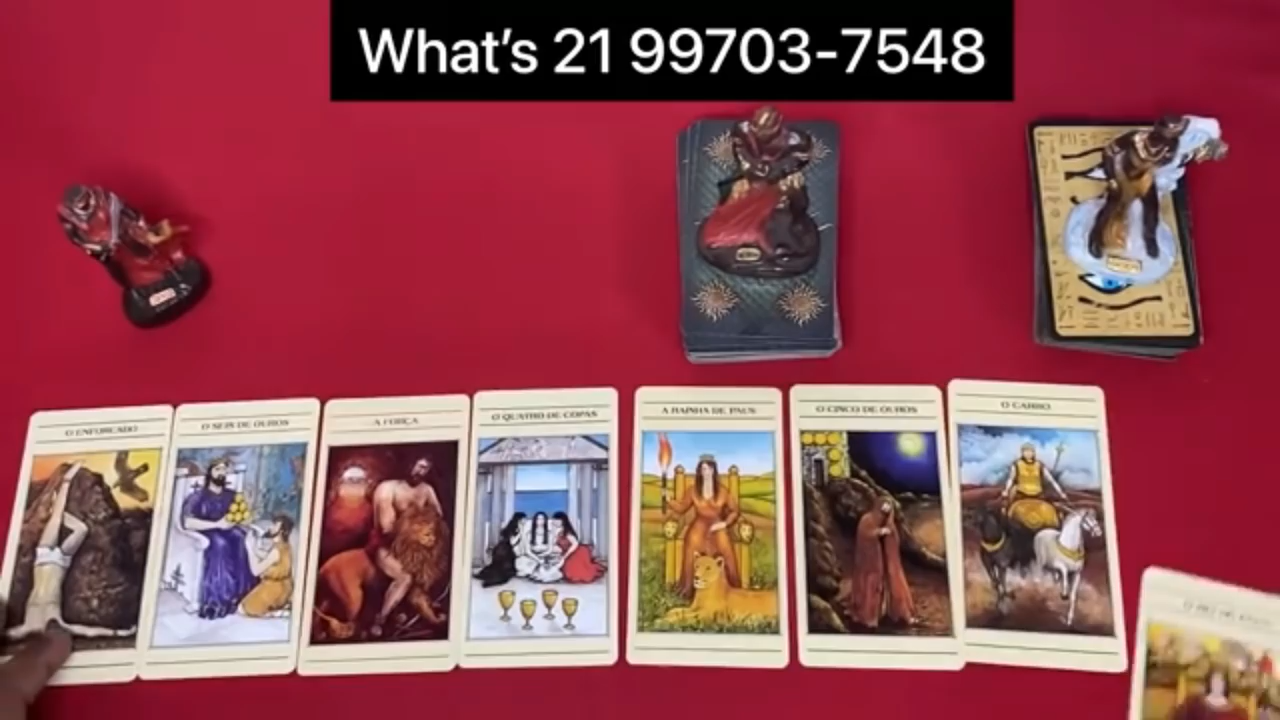 What's 21 99703-7548
O ENFORCADO
O SEIS DE OUROS
A FORÇA
O QUATRO DE COPAS
A RAINHA DE PAUS
O CINCO DE OUROS
O CARRO